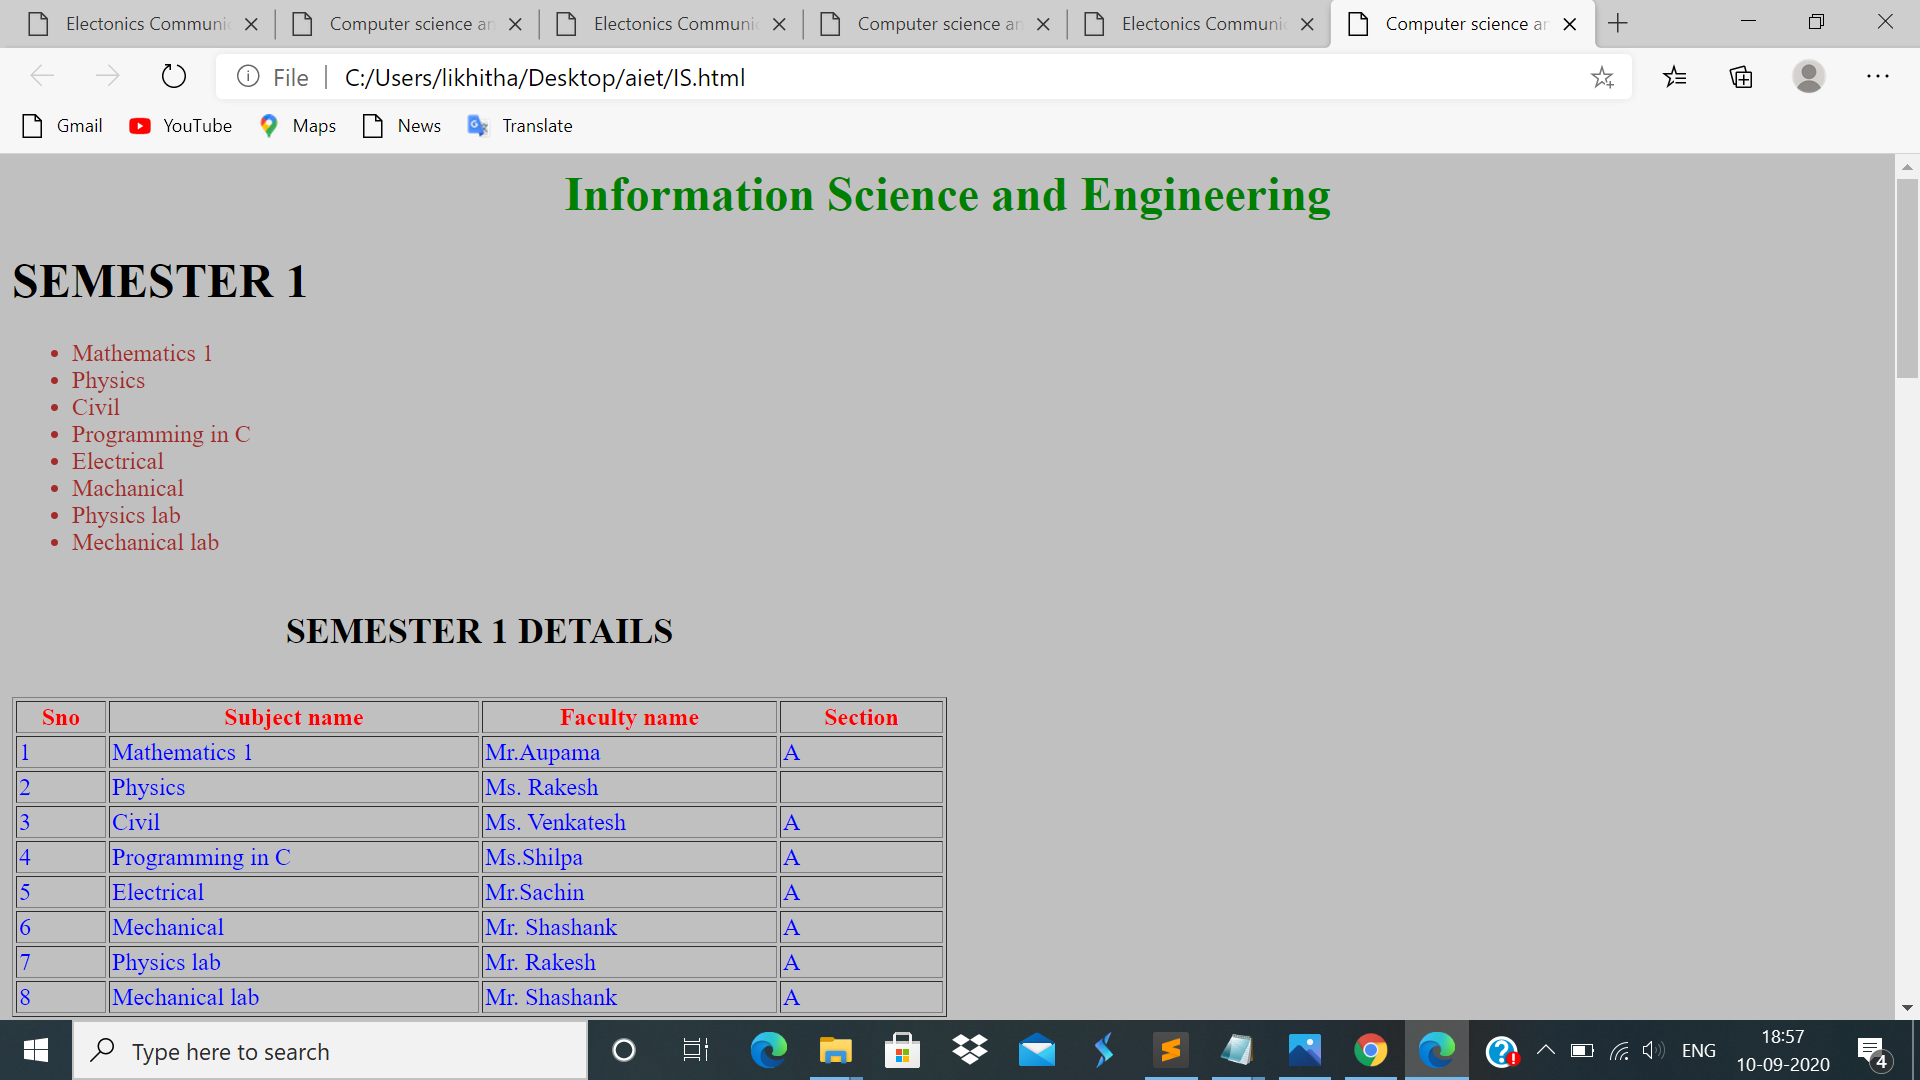 Electonics Communi
Computer science an
Electonics Communi
Computer science an
Electonics Communi
Computer science an
File
C:/Users/likhitha/Desktop/aiet/IS.html
Gmail
YouTube
Maps
News
Translate
Information Science and Engineering
SEMESTER 1
Mathematics 1
Physics
Civil
Programming in C
Electrical
Machanical
Physics lab
Mechanical lab
SEMESTER 1 DETAILS
Sno Subject name Faculty name Section
1 Mathematics 1 Mr.Aupama A
2 Physics Ms. Rakesh
3 Civil Ms. Venkatesh A
4 Programming in C Ms.Shilpa A
5 Electrical Mr.Sachin A
6 Mechanical Mr. Shashank A
7 Physics lab Mr. Rakesh A
8 Mechanical lab Mr. Shashank A
Type here to search
ENG
18:57
10-09-2020
4